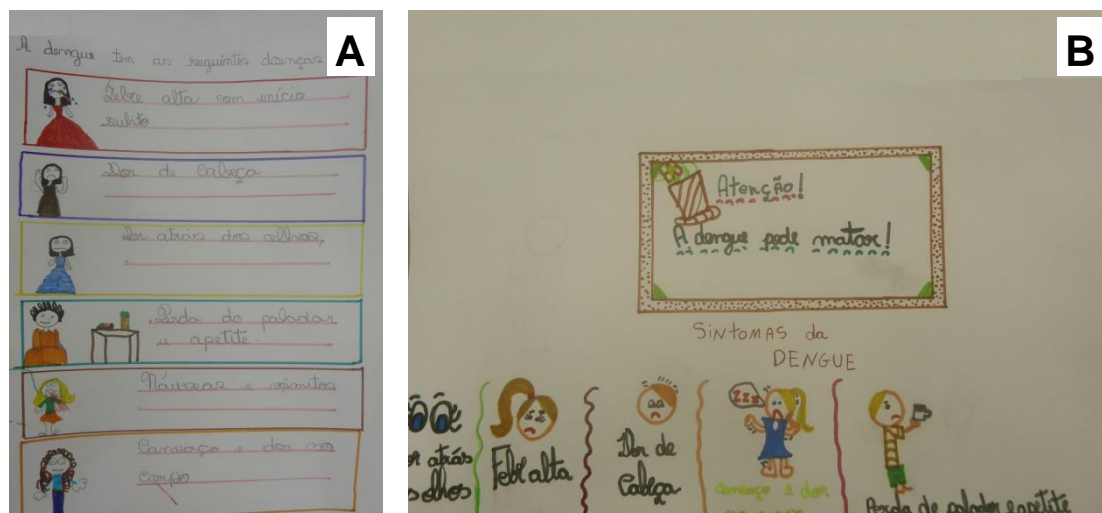 A dengue tem as seguintes doenças
A
Febre alta com início
subito
Dor de cabeça
Dor atrás dos olhos,
Perda do paladar
e apetite.
Náuseas e vômitos
Cansaço e dor no
corpo
B
Atenção!
A dengue pode matar!
SINTOMAS da
DENGUE
atrás
olhos
Febre alta
Dor de
Cabeça
zzz
Cansaço e dor
Perda de paladar e apetite